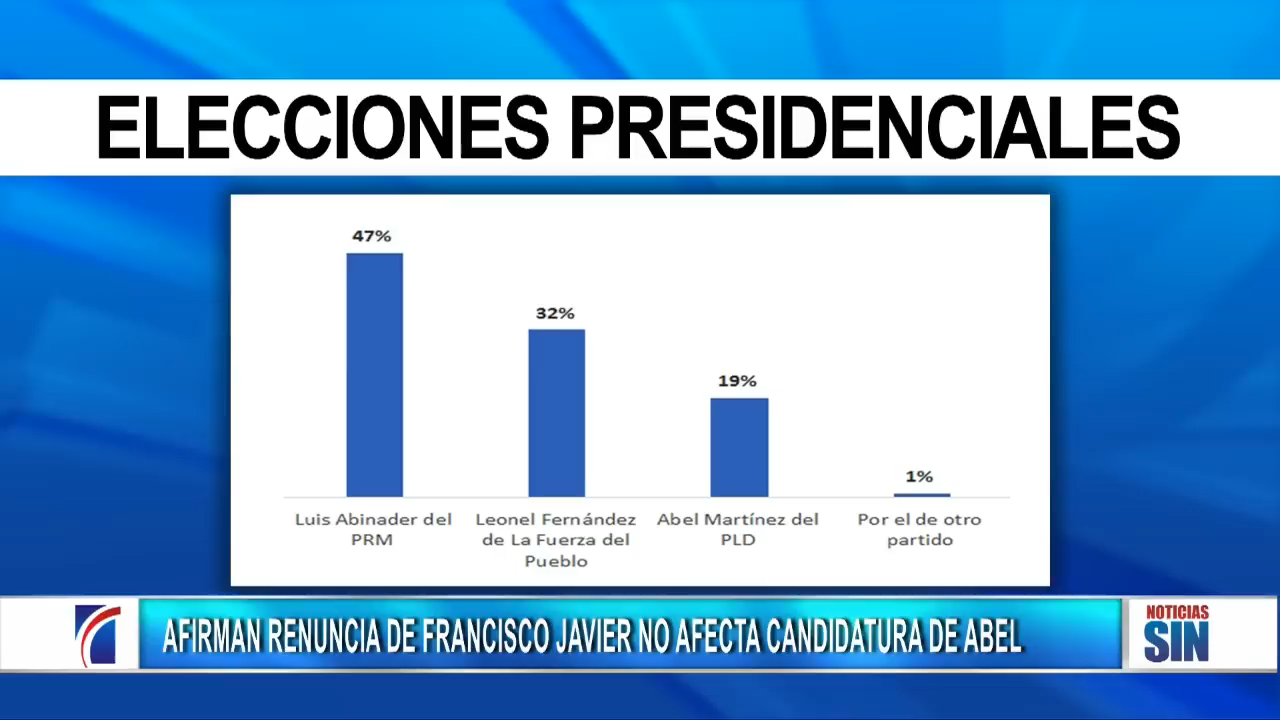 ELECCIONES PRESIDENCIALES
47%
32%
19%
1%
Luis Abinader del
PRM
Leonel Fernández
de La Fuerza del
Pueblo
Abel Martínez del
PLD
Por el de otro
partido
AFIRMAN RENUNCIA DE FRANCISCO JAVIER NO AFECTA CANDIDATURA DE ABEL
NOTICIAS
SIN